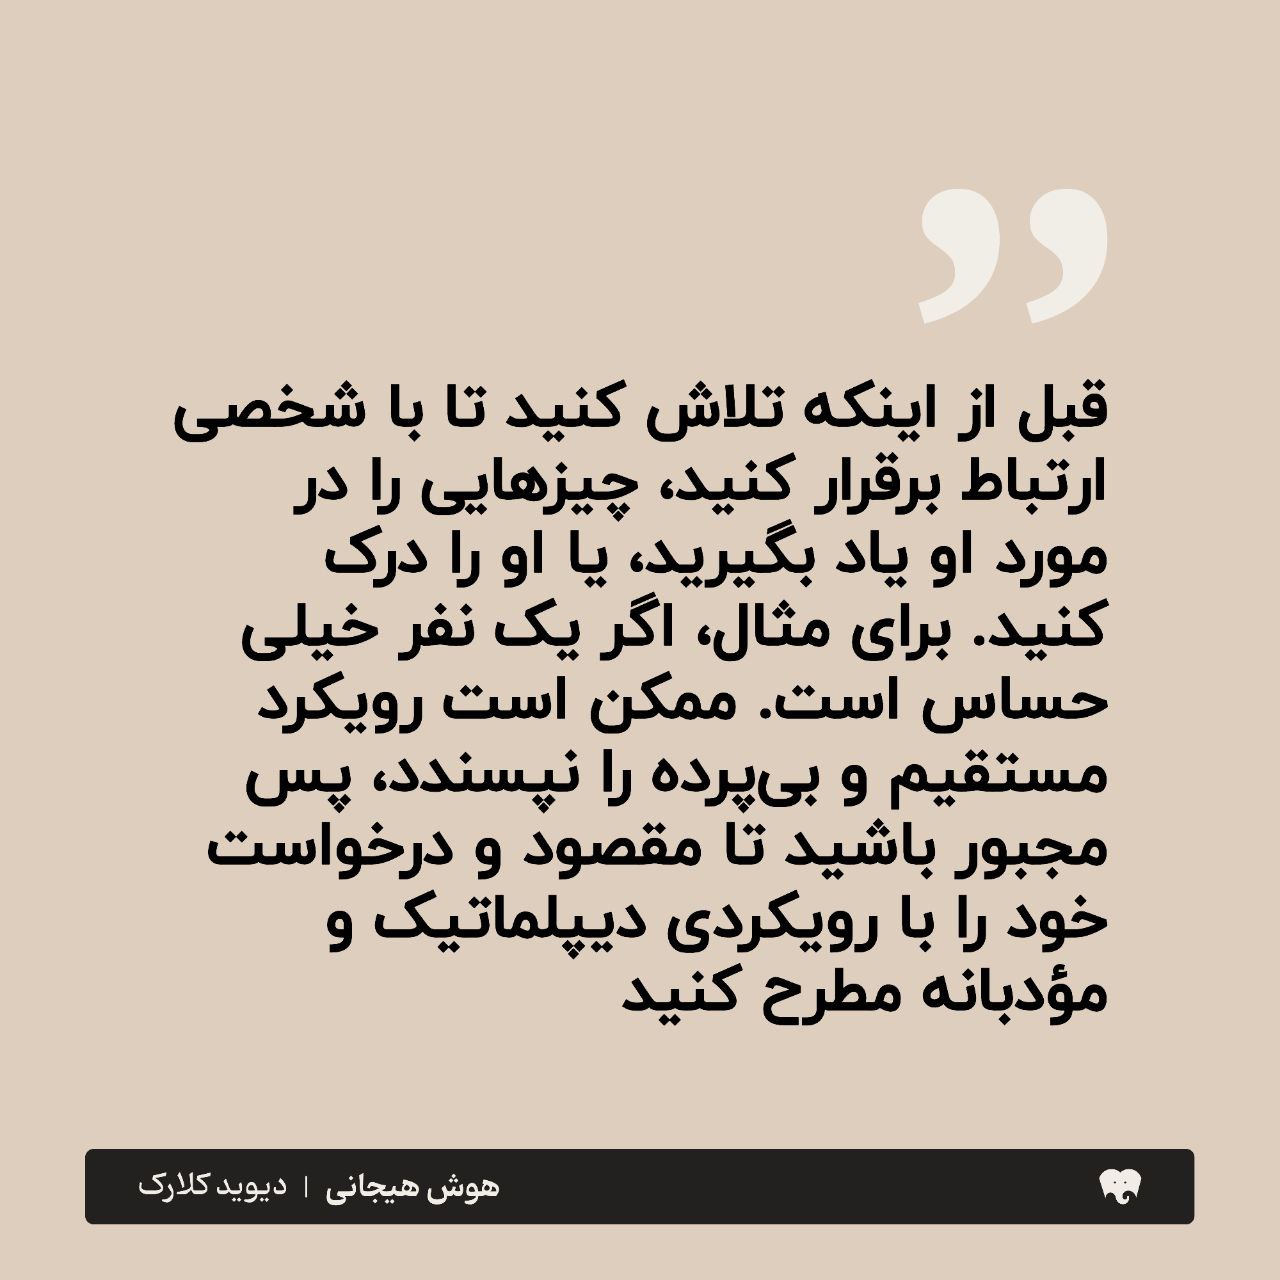 قبل از اینکه تلاش کنید تا با شخصی
ارتباط برقرار کنید، چیزهایی را در
مورد او یاد بگیرید، یا او را درک
کنید. برای مثال، اگر یک نفر خیلی
حساس است. ممکن است رویکرد
مستقیم و بی‌پرده را نپسندد، پس
مجبور باشید تا مقصود و درخواست
خود را با رویکردی دیپلماتیک و
مؤدبانه مطرح کنید
هوش هیجانی | دیوید کلارک